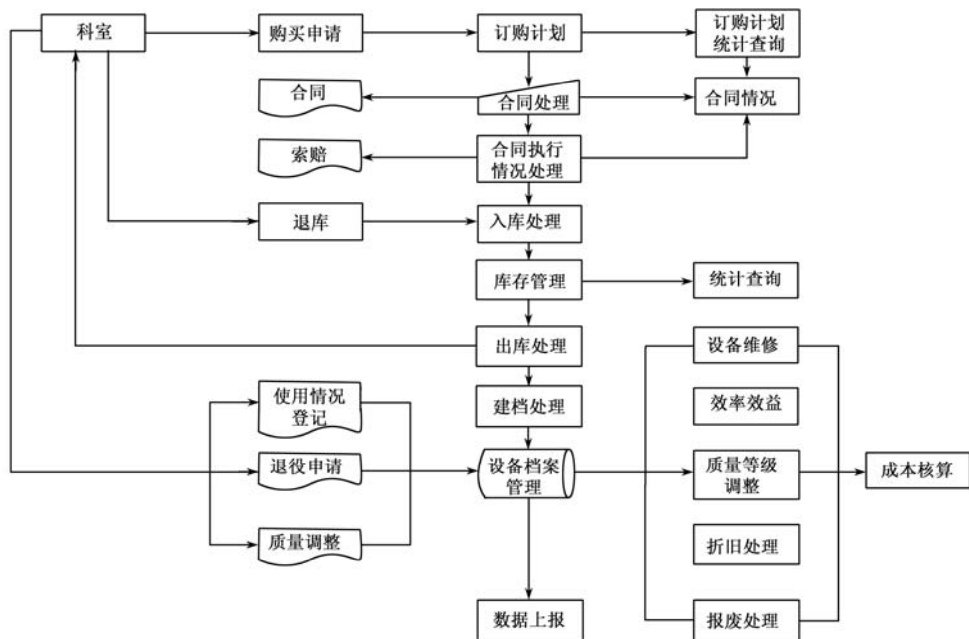 科室
购买申请
订购计划
订购计划
统计查询
合同
合同处理
合同情况
索赔
合同执行
情况处理
退库
入库处理
库存管理
统计查询
出库处理
设备维修
使用情况
登记
建档处理
效率效益
退役申请
设备档案
管理
质量等级
调整
成本核算
质量调整
折旧处理
数据上报
报废处理